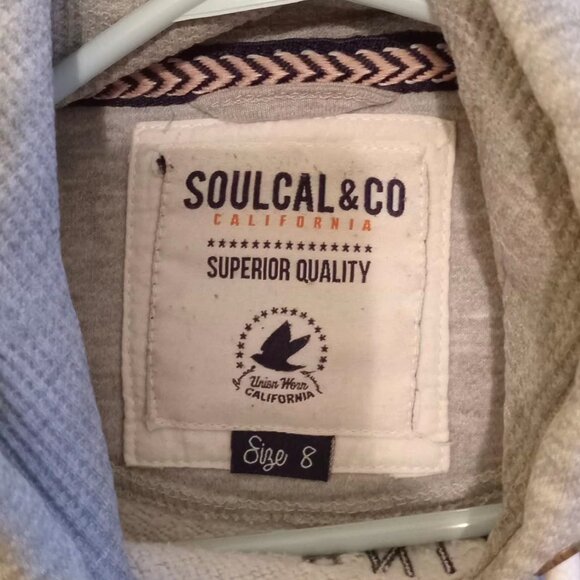 SOULCAL & CO
CALIFORNIA
SUPERIOR QUALITY
Union Worn
CALIFORNIA
Size 8